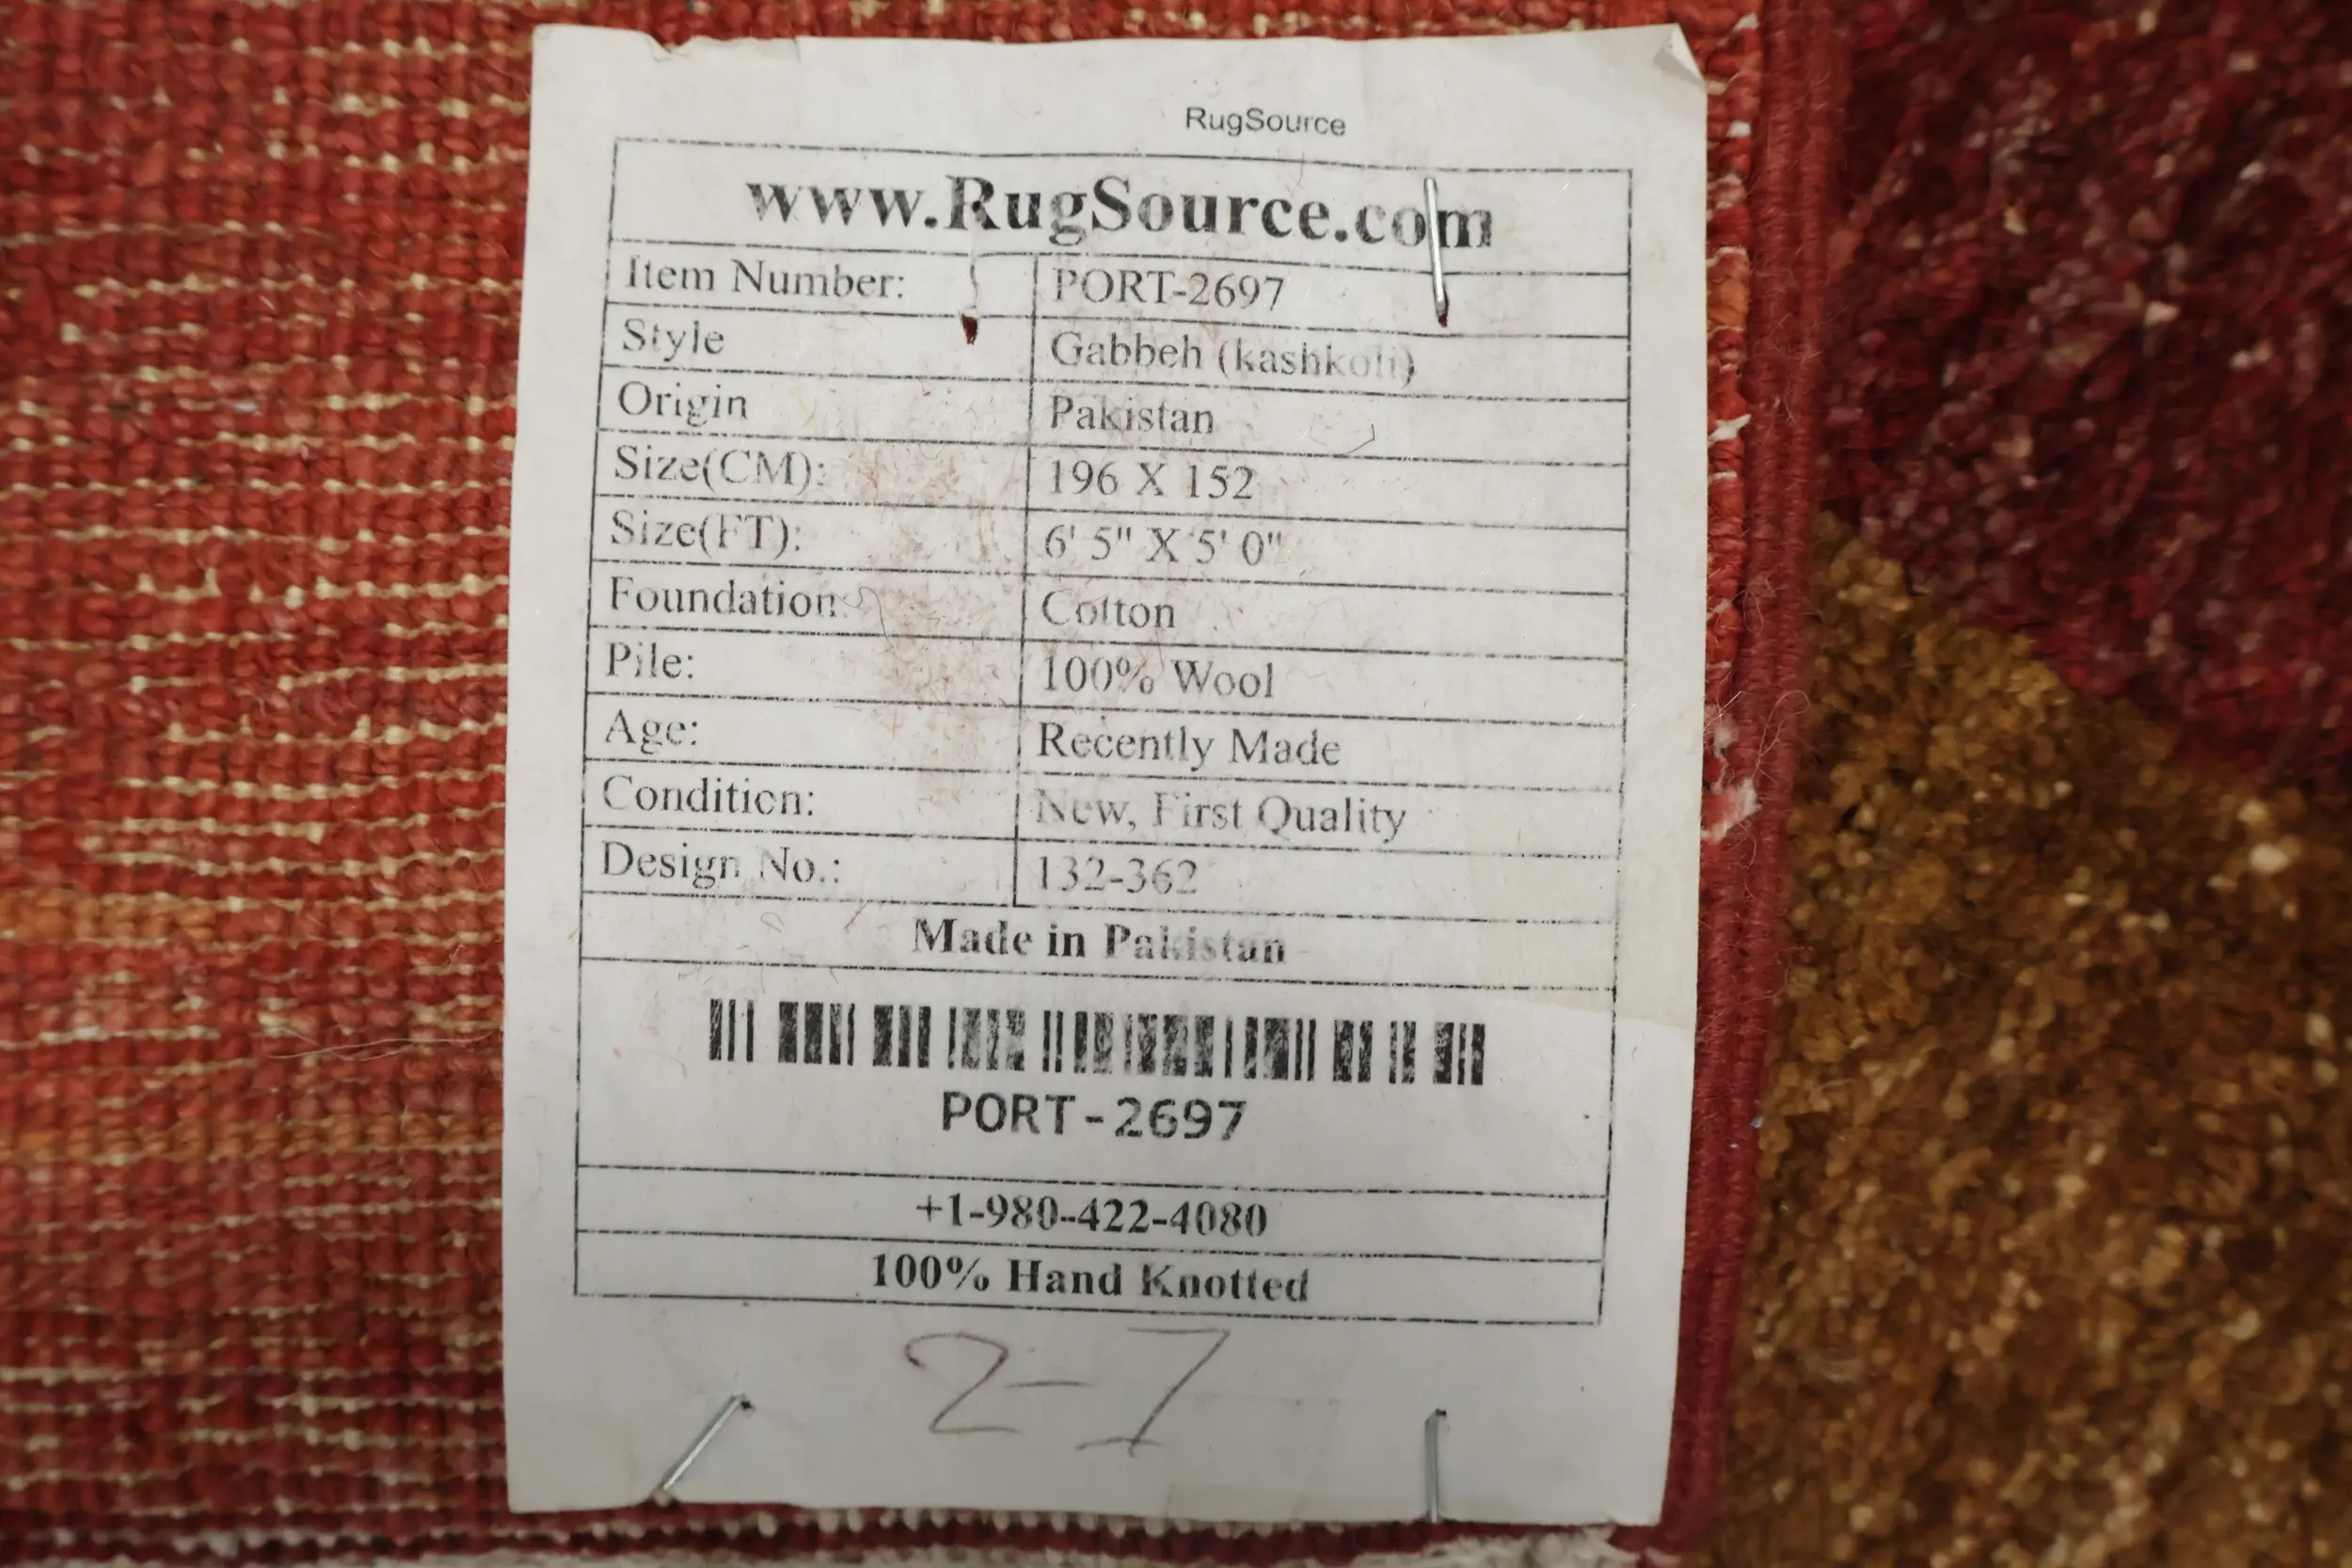 RugSource
www.RugSource.com
Item Number: PORT-2697
Style Gabbeh (kashkoli)
Origin Pakistan
Size(CM): 196 X 152
Size(FT): 6' 5" X 5' 0"
Foundation: Cotton
Pile: 100% Wool
Age: Recently Made
Condition: New, First Quality
Design No.: 132-362
Made in Pakistan
PORT-2697
+1-980-422-4080
100% Hand Knotted
2-7